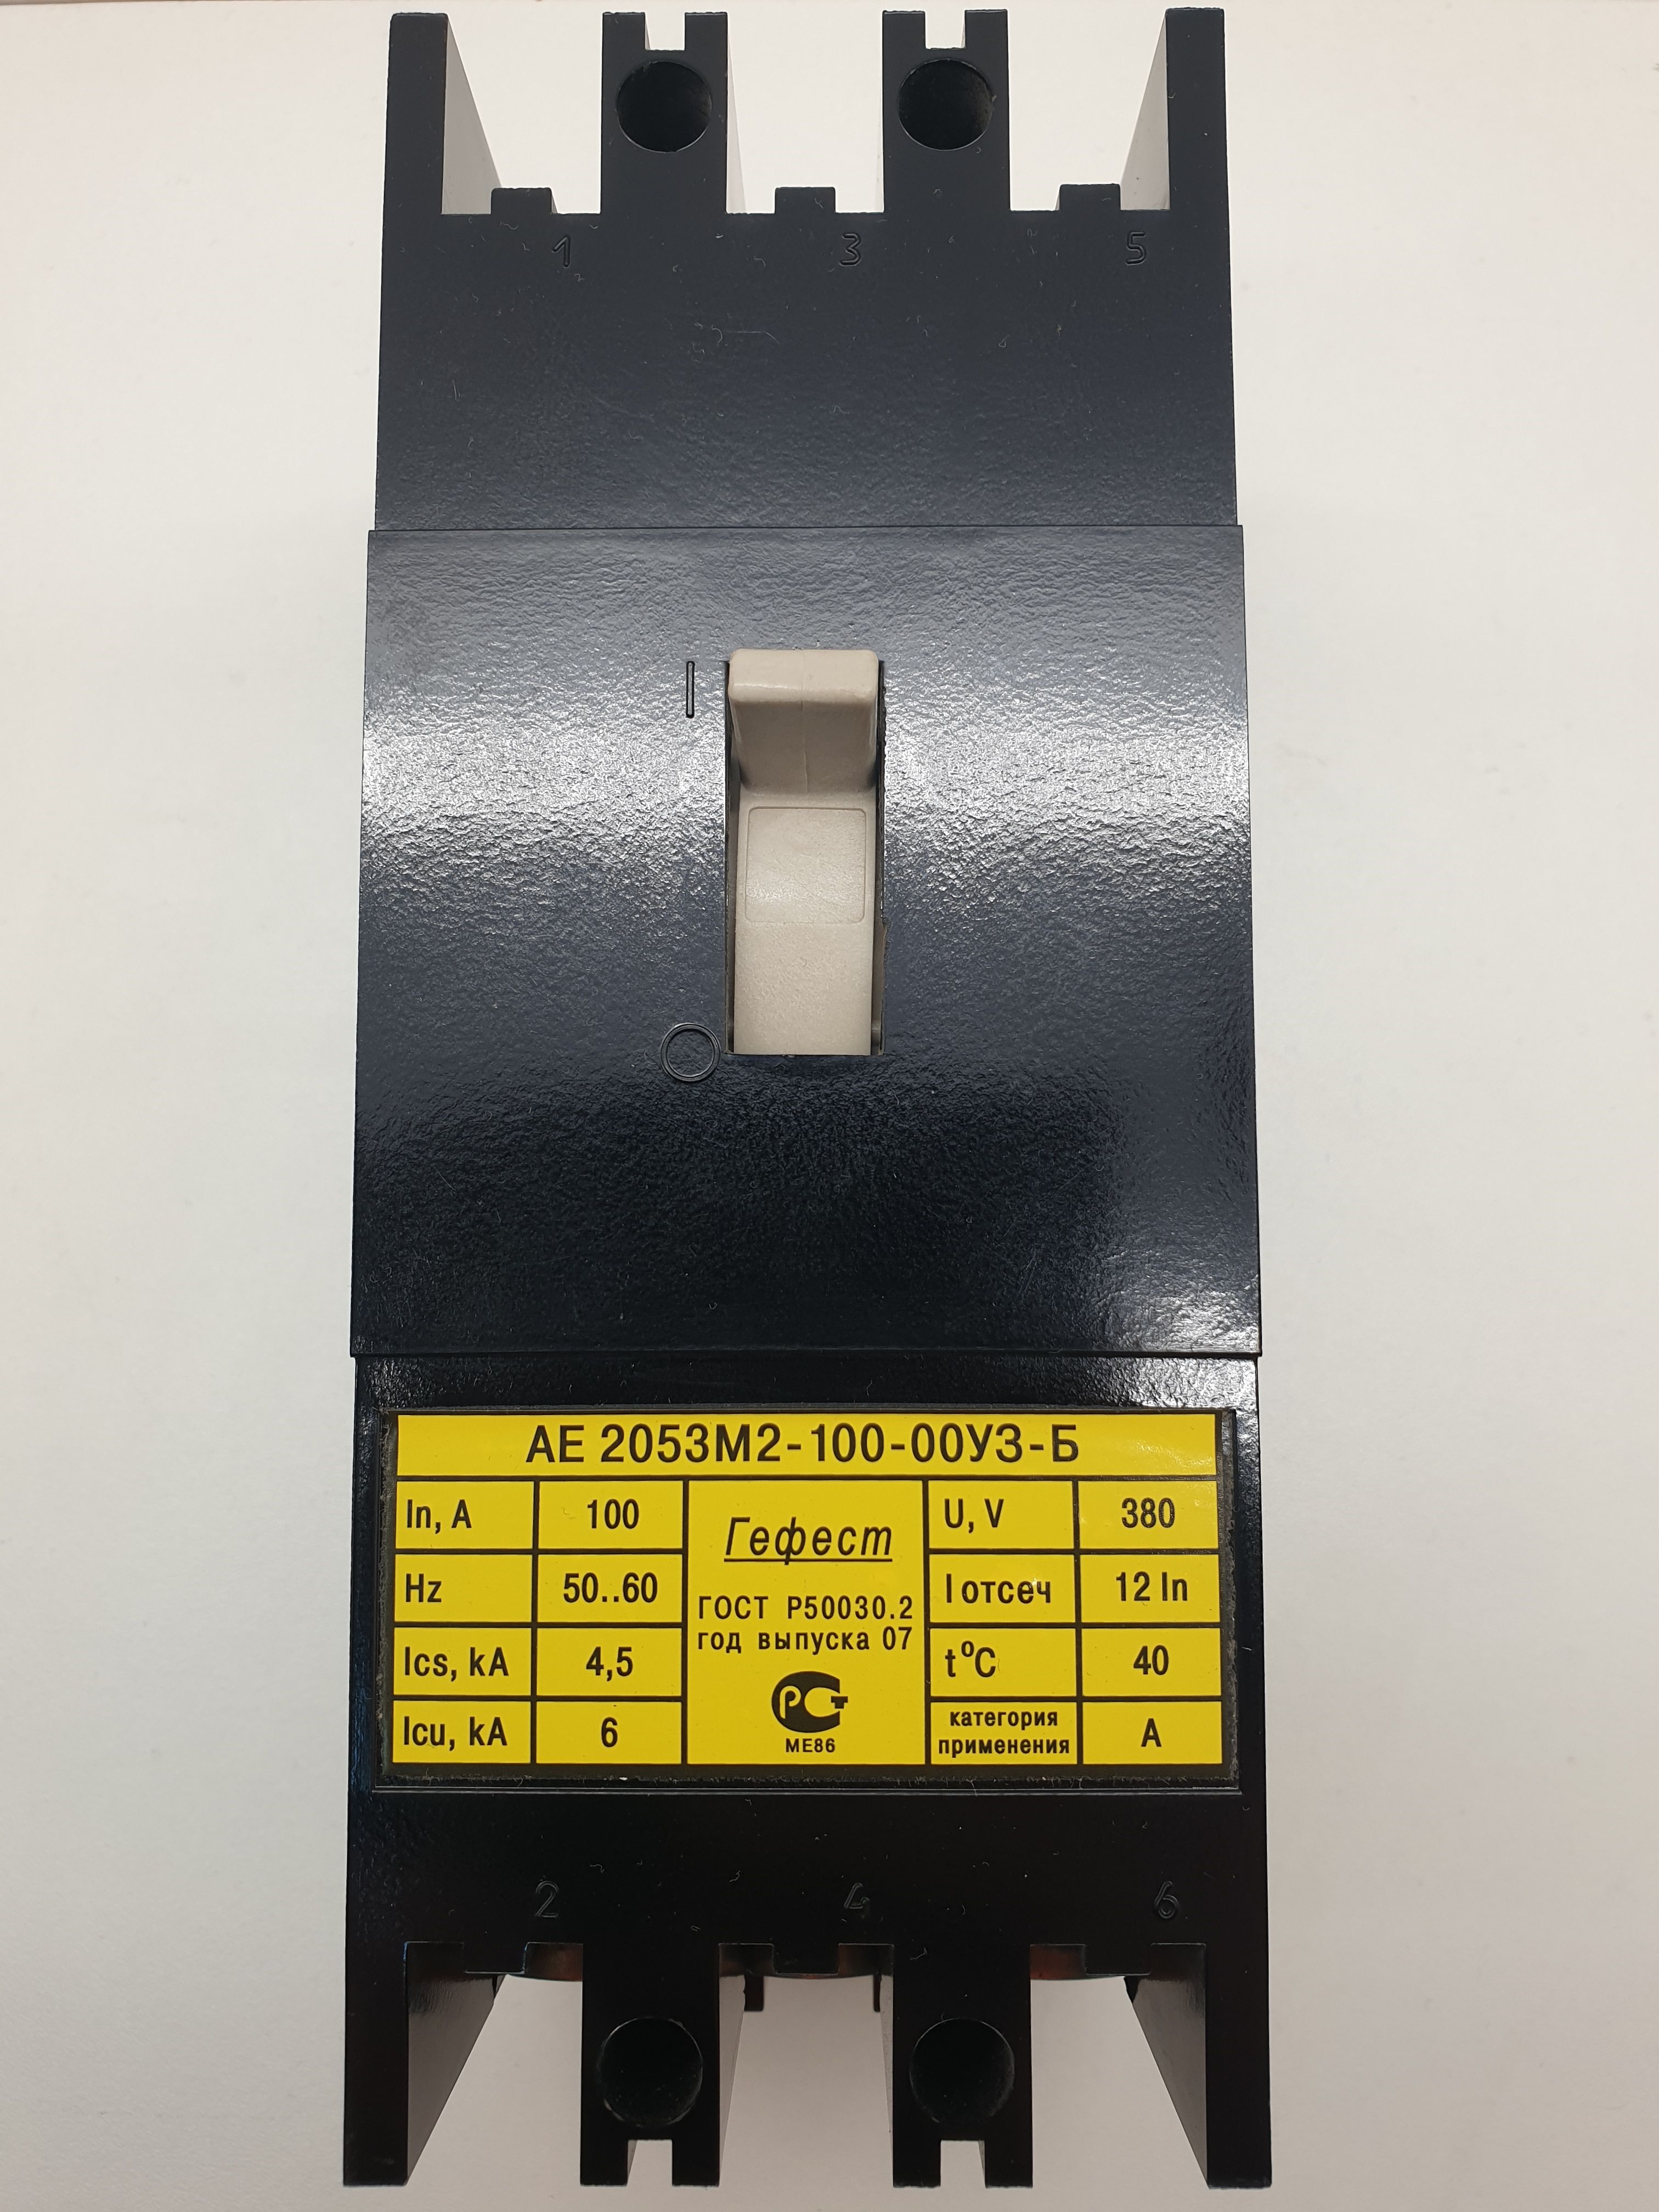 1 3 5
I
O
АЕ 2053М2-100-00У3-Б
In, A 100
Hz 50..60
Ics, kA 4,5
Icu, kA 6
Гефест
ГОСТ Р50030.2
год выпуска 07
РСТ
МЕ86
U, V 380
I отсеч 12 In
t°C 40
категория
применения А
2 4 6